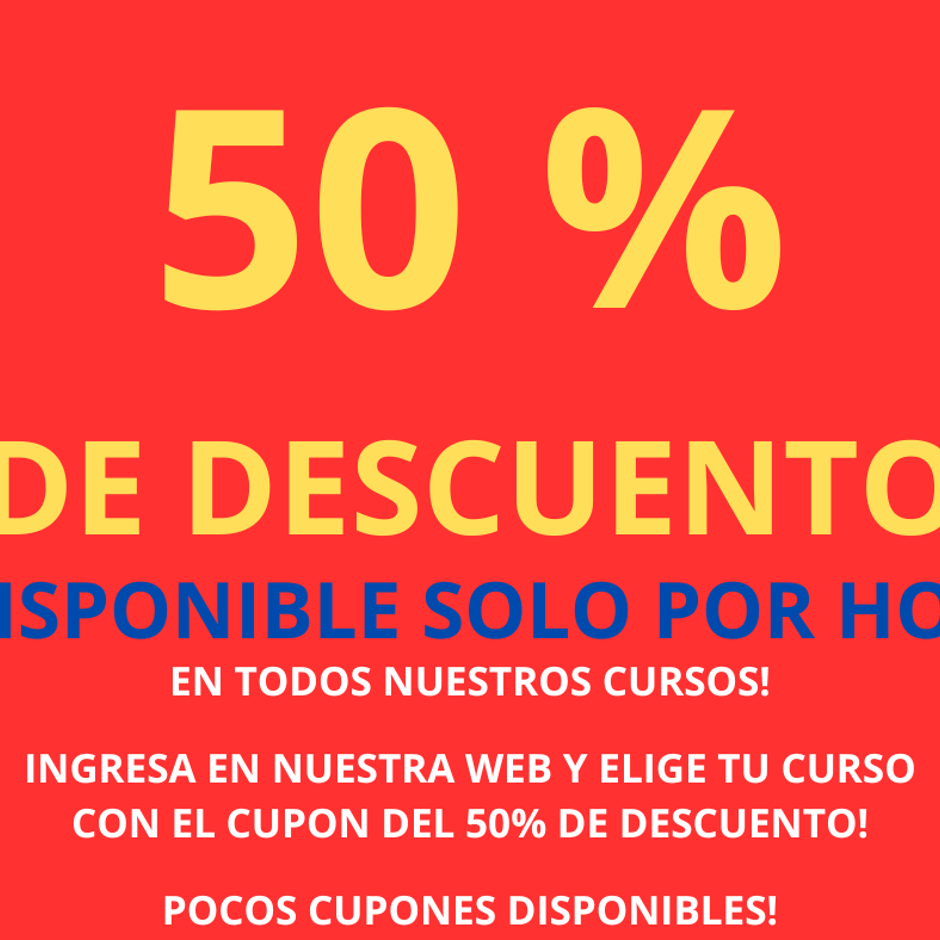 50 %
DE DESCUENTO
ISPONIBLE SOLO POR HO
EN TODOS NUESTROS CURSOS!
INGRESA EN NUESTRA WEB Y ELIGE TU CURSO
CON EL CUPON DEL 50% DE DESCUENTO!
POCOS CUPONES DISPONIBLES!